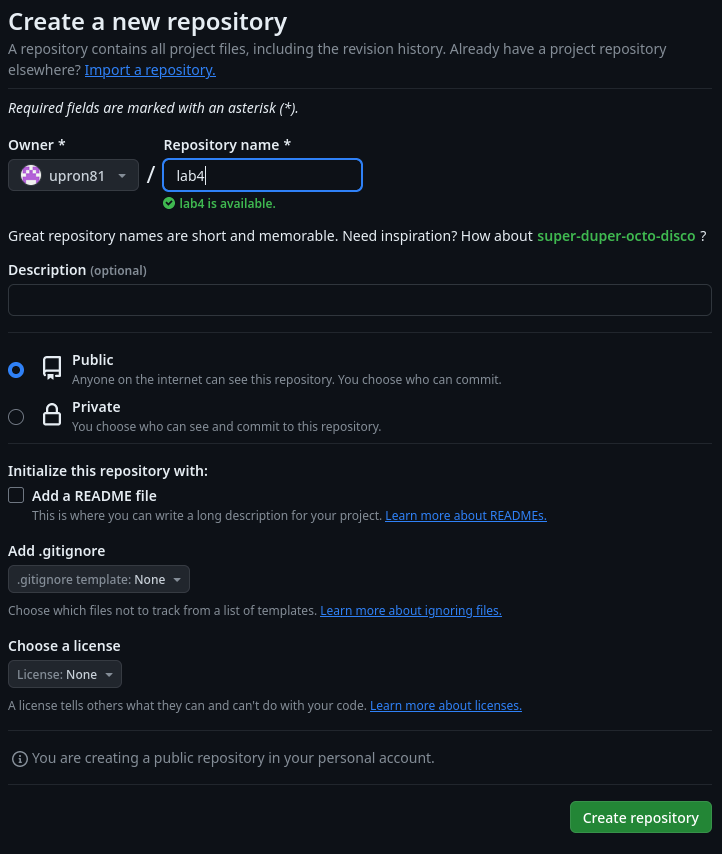 Create a new repository
A repository contains all project files, including the revision history. Already have a project repository
elsewhere? Import a repository.
Required fields are marked with an asterisk (*).
Owner *
Repository name *
upron81
/
lab4
lab4 is available.
Great repository names are short and memorable. Need inspiration? How about super-duper-octo-disco ?
Description (optional)
Public
Anyone on the internet can see this repository. You choose who can commit.
Private
You choose who can see and commit to this repository.
Initialize this repository with:
Add a README file
This is where you can write a long description for your project. Learn more about READMEs.
Add .gitignore
.gitignore template: None
Choose which files not to track from a list of templates. Learn more about ignoring files.
Choose a license
License: None
A license tells others what they can and can't do with your code. Learn more about licenses.
You are creating a public repository in your personal account.
Create repository